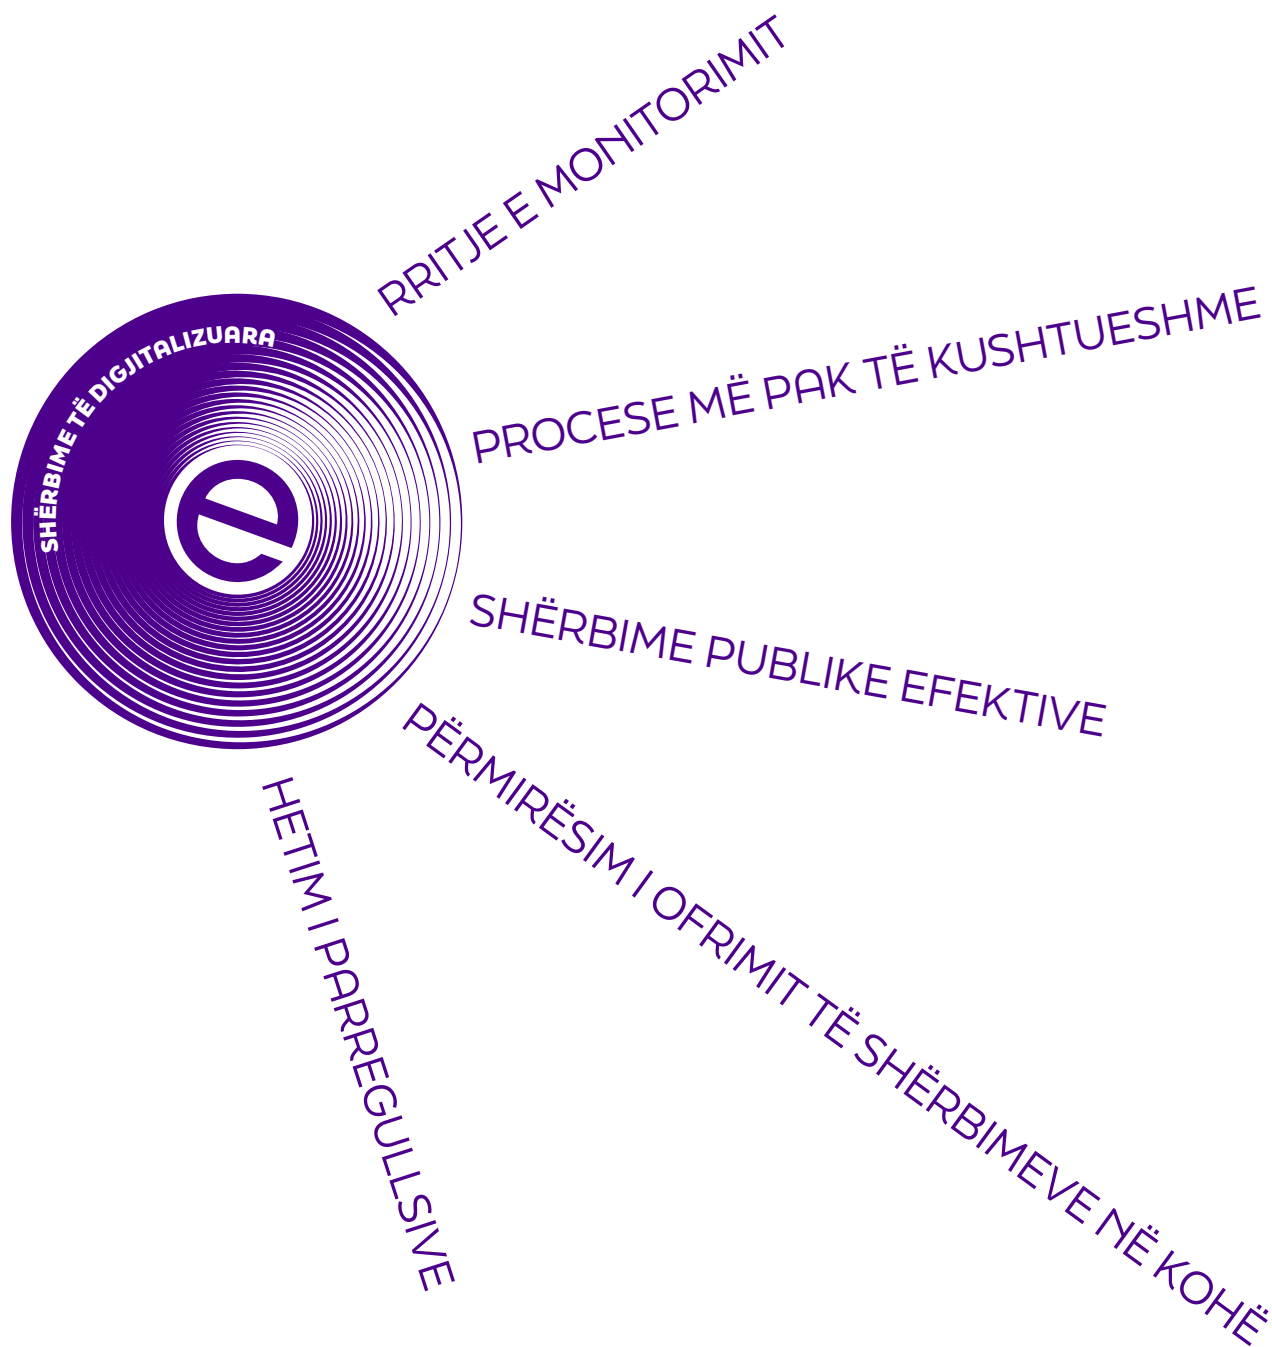 RRITJE E MONITORIMIT
PROCESE MË PAK TË KUSHTUESHME
SHËRBIME TË DIGJITALIZUARA
e
SHËRBIME PUBLIKE EFEKTIVE
PËRMIRËSIM I OFRIMIT TË SHËRBIMEVE NË KOHË
HETIM I PARREGULLSIVE